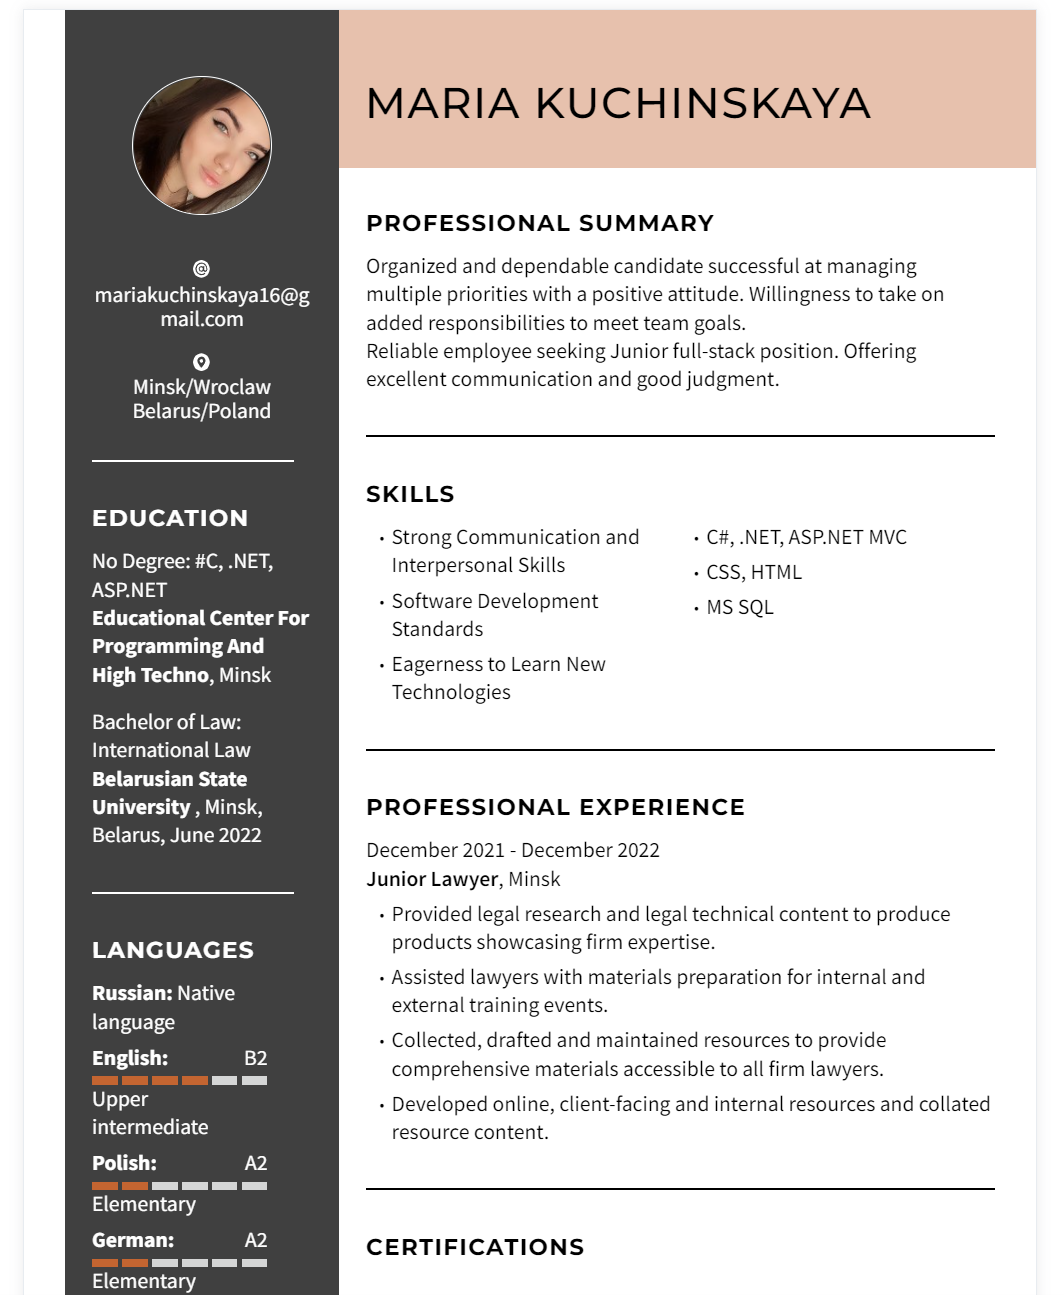 MARIA KUCHINSKAYA
@
mariakuchinskaya16@g
mail.com
Minsk/Wroclaw
Belarus/Poland
EDUCATION
No Degree: #C, .NET,
ASP.NET
Educational Center For
Programming And
High Techno, Minsk
Bachelor of Law:
International Law
Belarusian State
University , Minsk,
Belarus, June 2022
LANGUAGES
Russian: Native
language
English: B2
Upper
intermediate
Polish: A2
Elementary
German: A2
Elementary
PROFESSIONAL SUMMARY
Organized and dependable candidate successful at managing
multiple priorities with a positive attitude. Willingness to take on
added responsibilities to meet team goals.
Reliable employee seeking Junior full-stack position. Offering
excellent communication and good judgment.
SKILLS
• Strong Communication and
Interpersonal Skills
• Software Development
Standards
• Eagerness to Learn New
Technologies
• C#, .NET, ASP.NET MVC
• CSS, HTML
• MS SQL
PROFESSIONAL EXPERIENCE
December 2021 - December 2022
Junior Lawyer, Minsk
• Provided legal research and legal technical content to produce
products showcasing firm expertise.
• Assisted lawyers with materials preparation for internal and
external training events.
• Collected, drafted and maintained resources to provide
comprehensive materials accessible to all firm lawyers.
• Developed online, client-facing and internal resources and collated
resource content.
CERTIFICATIONS